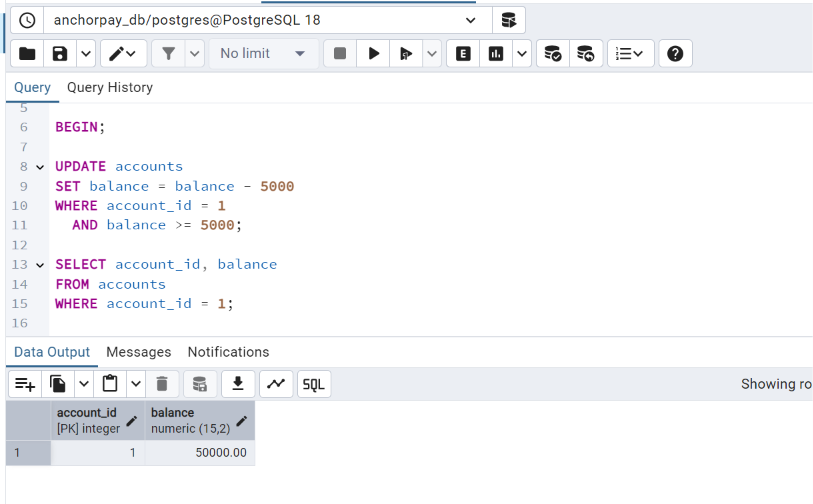 anchorpay_db/postgres@PostgreSQL 18
No limit
E
Query Query History
5
6 BEGIN;
7
8 UPDATE accounts
9 SET balance = balance - 5000
10 WHERE account_id = 1
11 AND balance >= 5000;
12
13 SELECT account_id, balance
14 FROM accounts
15 WHERE account_id = 1;
16
Data Output Messages Notifications
SQL Showing ro
account_id balance
[PK] integer numeric (15,2)
1 1 50000.00